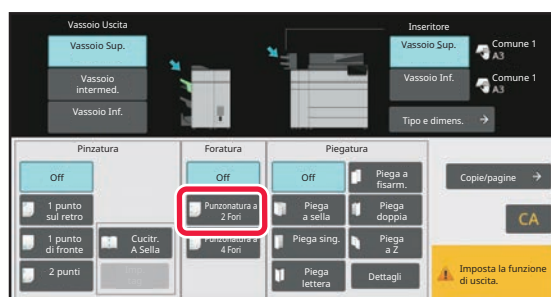 Vassoio Uscita
Vassoio Sup.
Vassoio
intermed.
Vassoio Inf.
Inseritore
Vassoio Sup.
Comune 1
A3
Vassoio Inf.
Comune 1
A3
Tipo e dimens.
Pinzatura
Off
1 punto
sul retro
1 punto
di fronte
Cucitr.
A Sella
2 punti
Foratura
Off
Punzonatura a
2 Fori
Punzonatura a
4 Fori
Piegatura
Off
Piega a
fisarm.
Piega
a sella
Piega
doppia
Piega sing.
Piega
a Z
Piega
lettera
Dettagli
Copie/pagine
CA
Imposta la funzione
di uscita.